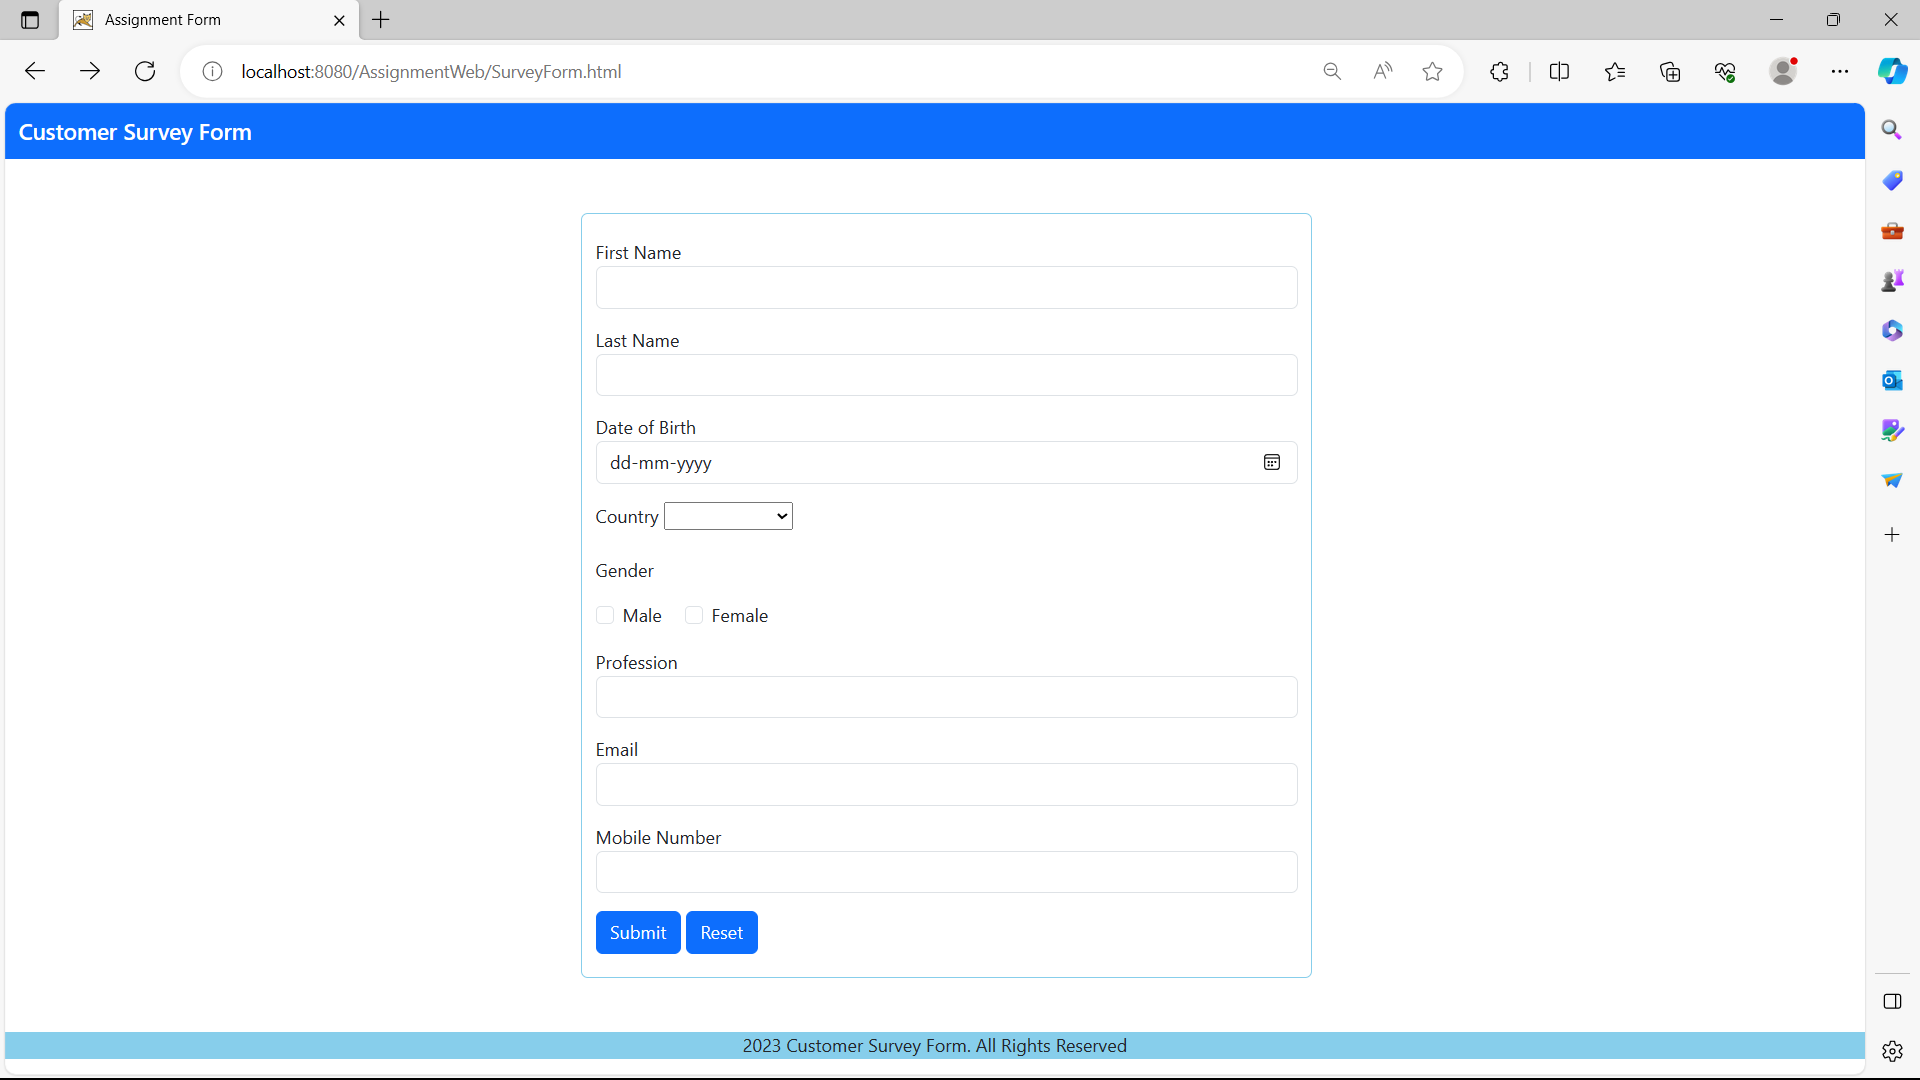 Assignment Form
localhost:8080/AssignmentWeb/SurveyForm.html
Customer Survey Form
First Name
Last Name
Date of Birth
dd-mm-yyyy
Country
Gender
Male Female
Profession
Email
Mobile Number
Submit Reset
2023 Customer Survey Form. All Rights Reserved